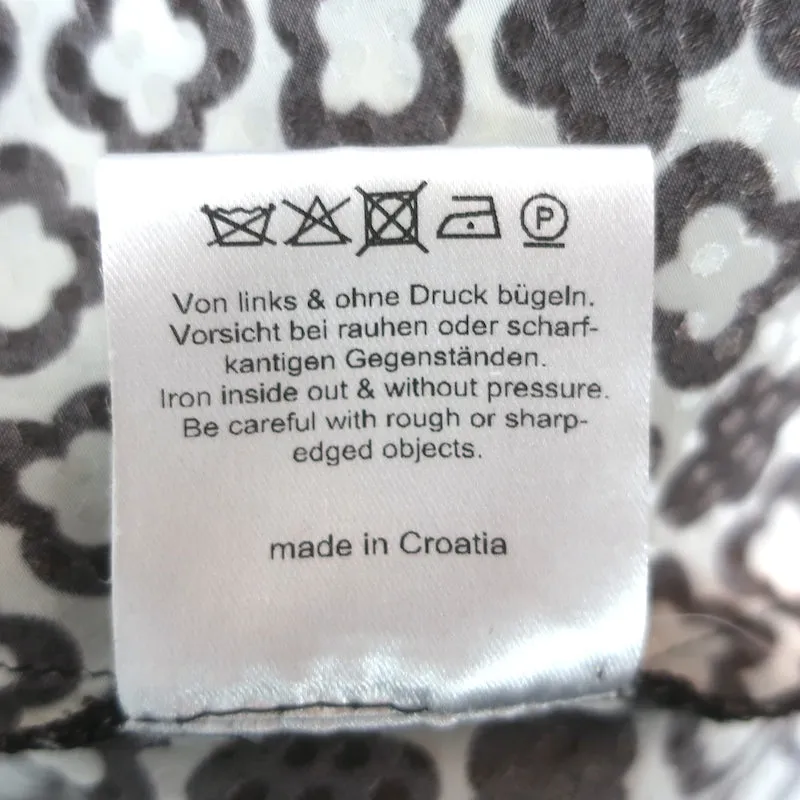 P
Von links & ohne Druck bügeln.
Vorsicht bei rauhen oder scharf-
kantigen Gegenständen.
Iron inside out & without pressure.
Be careful with rough or sharp-
edged objects.
made in Croatia